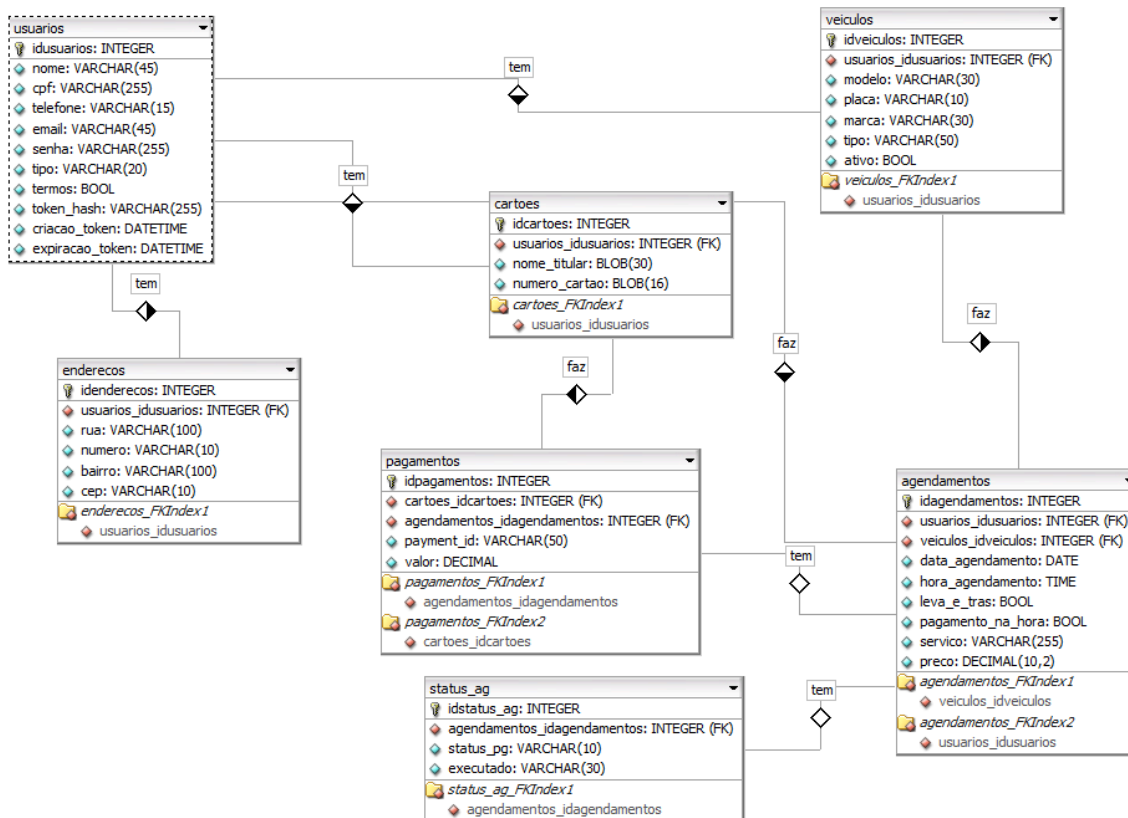 usuarios
idusuarios: INTEGER
nome: VARCHAR(45)
cpf: VARCHAR(255)
telefone: VARCHAR(15)
email: VARCHAR(45)
senha: VARCHAR(255)
tipo: VARCHAR(20)
termos: BOOL
token_hash: VARCHAR(255)
criacao_token: DATETIME
expiracao_token: DATETIME
tem
veiculos
idveiculos: INTEGER
usuarios_idusuarios: INTEGER (FK)
modelo: VARCHAR(30)
placa: VARCHAR(10)
marca: VARCHAR(30)
tipo: VARCHAR(50)
ativo: BOOL
veiculos_FKIndex1
usuarios_idusuarios
tem
cartoes
idcartoes: INTEGER
usuarios_idusuarios: INTEGER (FK)
nome_titular: BLOB(30)
numero_cartao: BLOB(16)
cartoes_FKIndex1
usuarios_idusuarios
tem
faz
faz
faz
enderecos
idenderecos: INTEGER
usuarios_idusuarios: INTEGER (FK)
rua: VARCHAR(100)
numero: VARCHAR(10)
bairro: VARCHAR(100)
cep: VARCHAR(10)
enderecos_FKIndex1
usuarios_idusuarios
pagamentos
idpagamentos: INTEGER
cartoes_idcartoes: INTEGER (FK)
agendamentos_idagendamentos: INTEGER (FK)
payment_id: VARCHAR(50)
valor: DECIMAL
pagamentos_FKIndex1
agendamentos_idagendamentos
pagamentos_FKIndex2
cartoes_idcartoes
tem
agendamentos
idagendamentos: INTEGER
usuarios_idusuarios: INTEGER (FK)
veiculos_idveiculos: INTEGER (FK)
data_agendamento: DATE
hora_agendamento: TIME
leva_e_tras: BOOL
pagamento_na_hora: BOOL
servico: VARCHAR(255)
preco: DECIMAL(10,2)
agendamentos_FKIndex1
veiculos_idveiculos
agendamentos_FKIndex2
usuarios_idusuarios
tem
status_ag
idstatus_ag: INTEGER
agendamentos_idagendamentos: INTEGER (FK)
status_pg: VARCHAR(10)
executado: VARCHAR(30)
status_ag_FKIndex1
agendamentos_idagendamentos